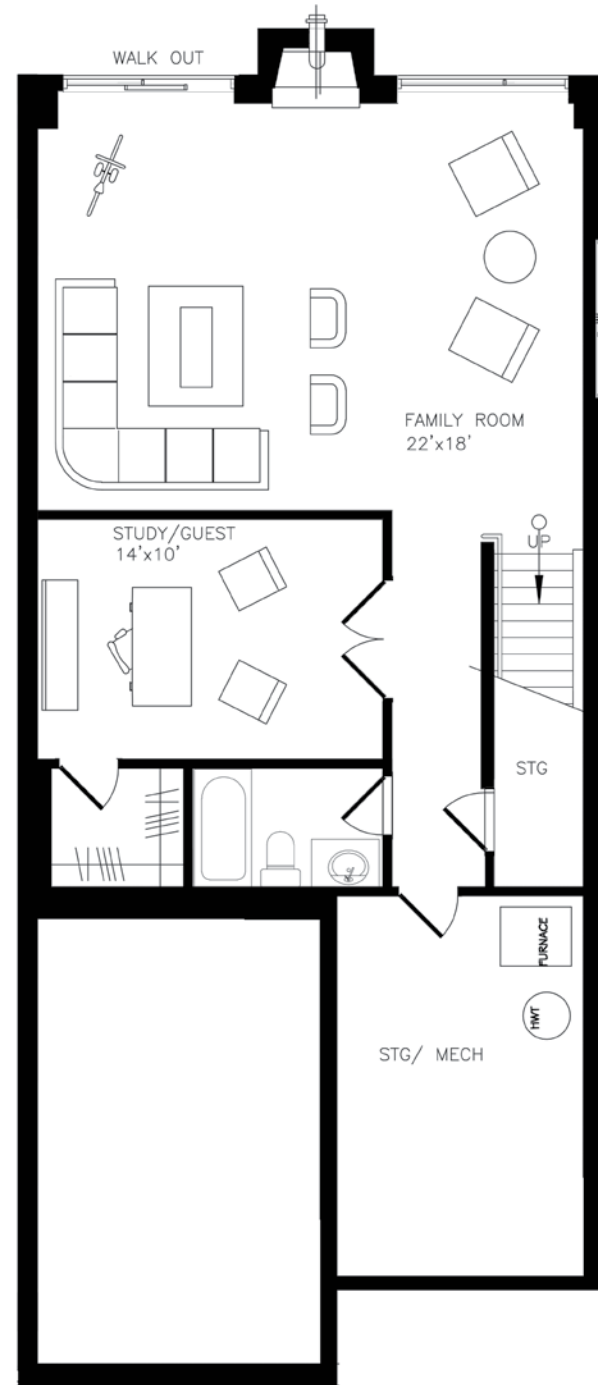 WALK OUT
FAMILY ROOM
22'x18'
STUDY/GUEST
14'x10'
UP
STG
FURNACE
HWT
STG/ MECH